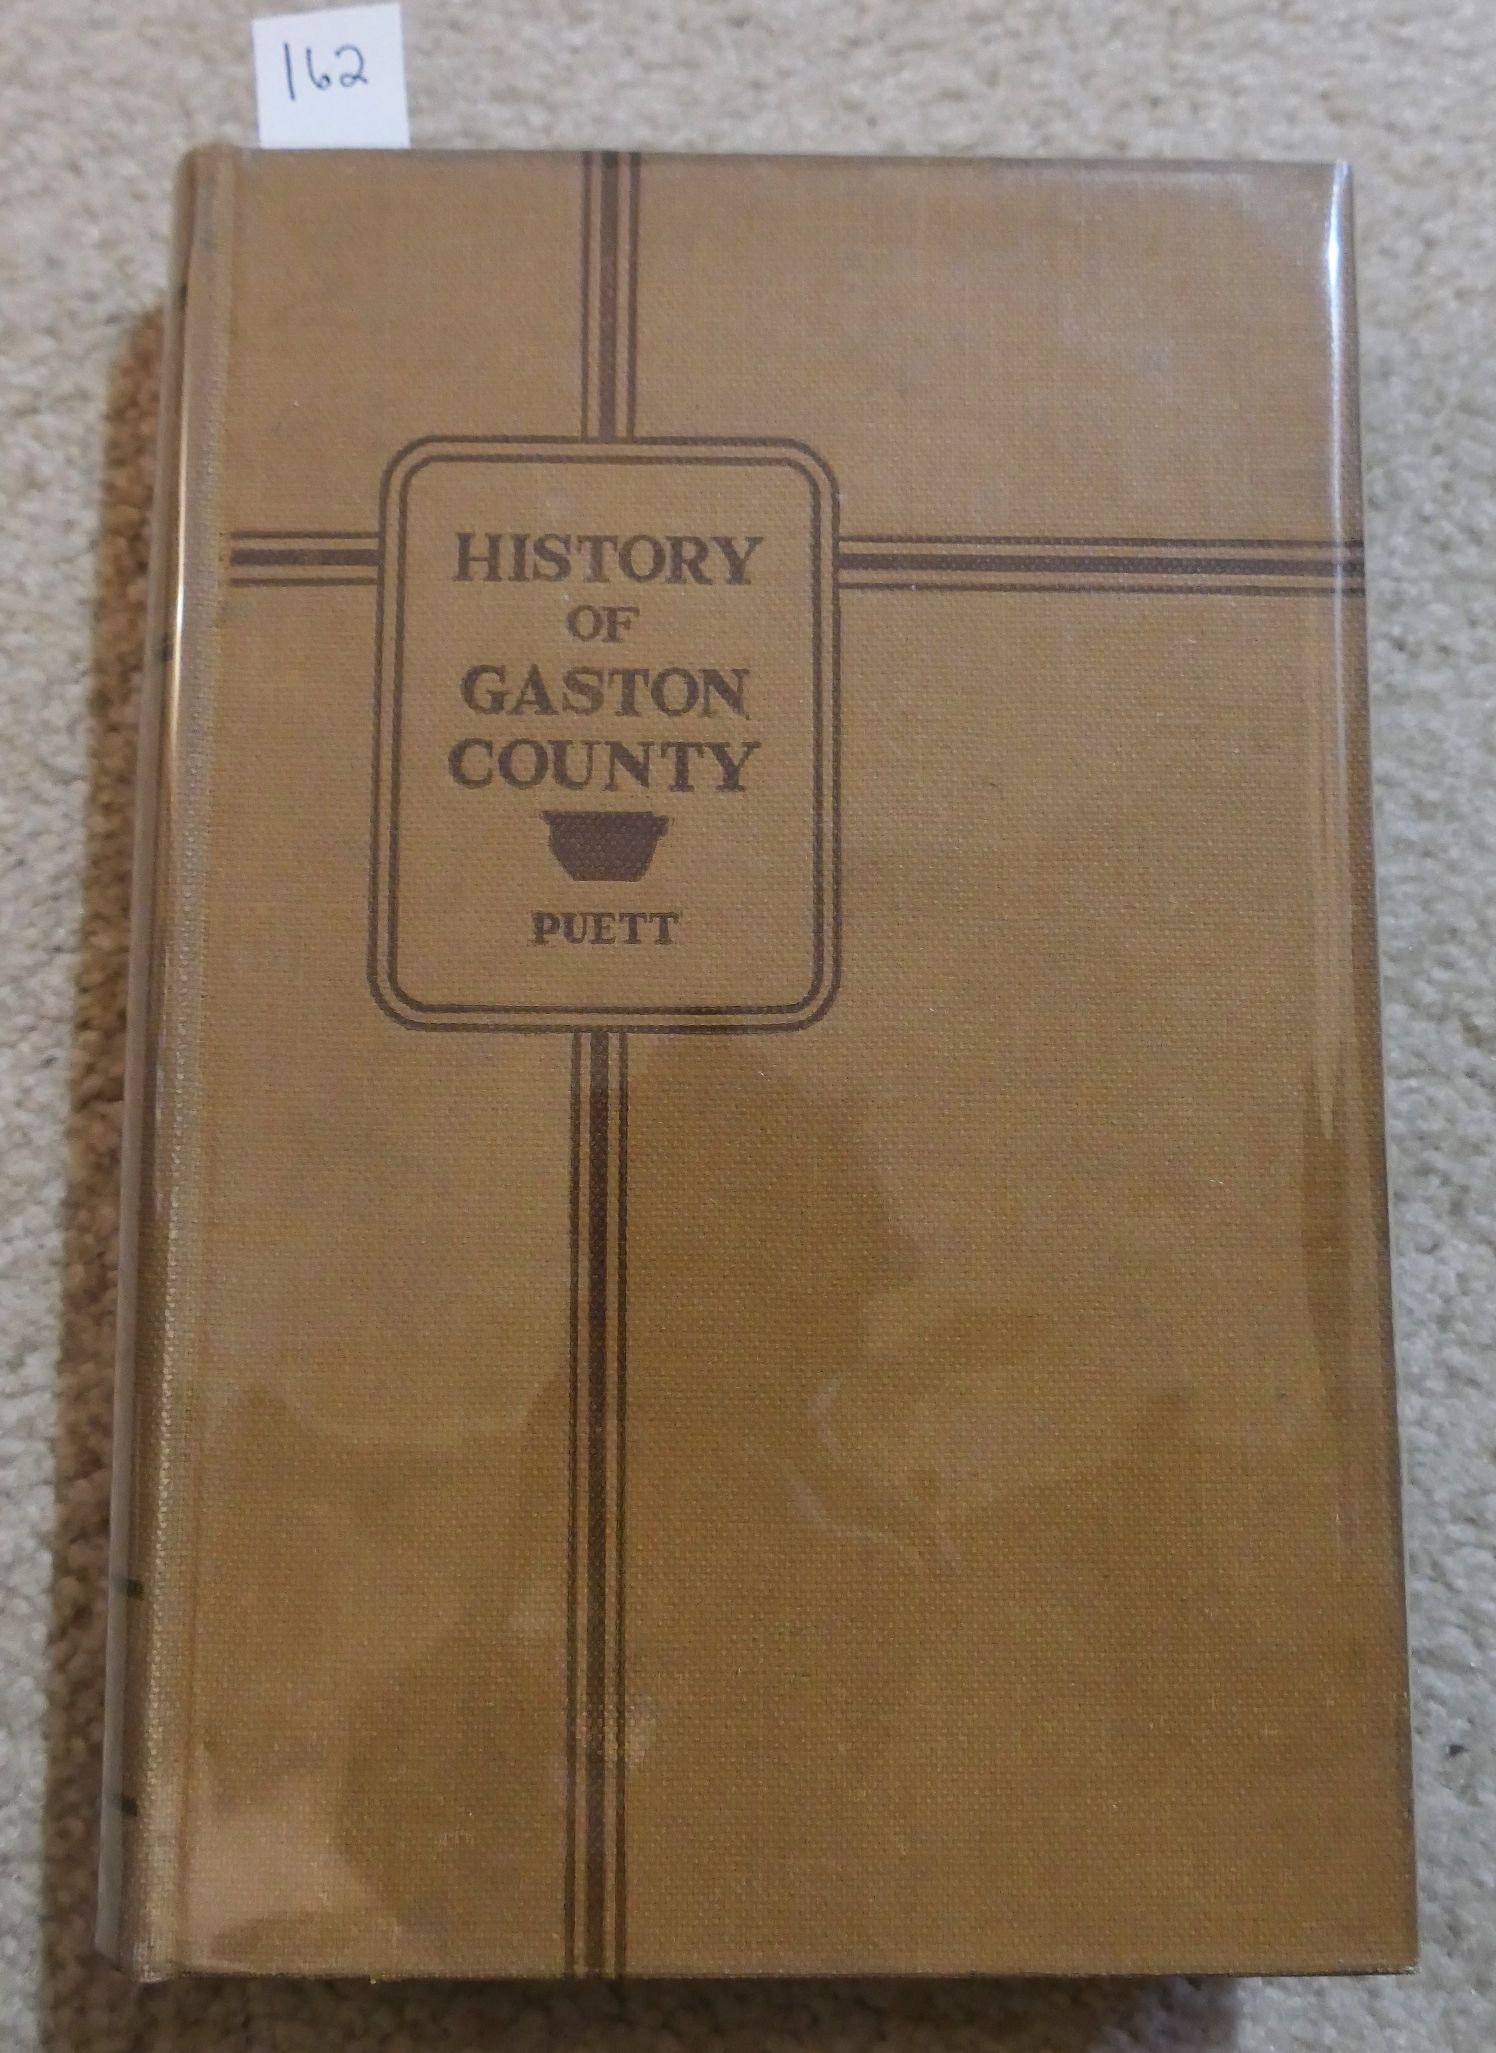 162
HISTORY
OF
GASTON
COUNTY
PUETT